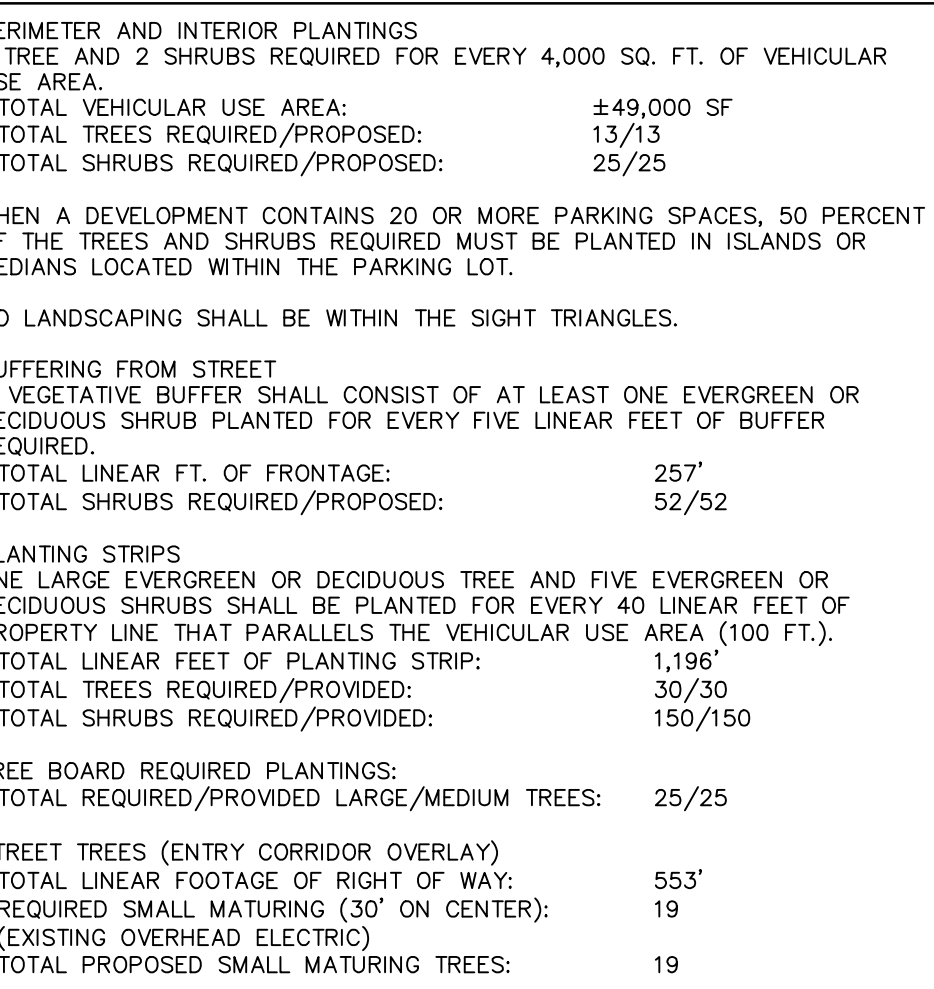 ERIMETER AND INTERIOR PLANTINGS
TREE AND 2 SHRUBS REQUIRED FOR EVERY 4,000 SQ. FT. OF VEHICULAR
SE AREA.
TOTAL VEHICULAR USE AREA: ±49,000 SF
TOTAL TREES REQUIRED/PROPOSED: 13/13
TOTAL SHRUBS REQUIRED/PROPOSED: 25/25
HEN A DEVELOPMENT CONTAINS 20 OR MORE PARKING SPACES, 50 PERCENT
F THE TREES AND SHRUBS REQUIRED MUST BE PLANTED IN ISLANDS OR
EDIANS LOCATED WITHIN THE PARKING LOT.
O LANDSCAPING SHALL BE WITHIN THE SIGHT TRIANGLES.
UFFERING FROM STREET
VEGETATIVE BUFFER SHALL CONSIST OF AT LEAST ONE EVERGREEN OR
ECIDUOUS SHRUB PLANTED FOR EVERY FIVE LINEAR FEET OF BUFFER
EQUIRED.
TOTAL LINEAR FT. OF FRONTAGE: 257'
TOTAL SHRUBS REQUIRED/PROPOSED: 52/52
LANTING STRIPS
NE LARGE EVERGREEN OR DECIDUOUS TREE AND FIVE EVERGREEN OR
ECIDUOUS SHRUBS SHALL BE PLANTED FOR EVERY 40 LINEAR FEET OF
ROPERTY LINE THAT PARALLELS THE VEHICULAR USE AREA (100 FT.).
TOTAL LINEAR FEET OF PLANTING STRIP: 1,196'
TOTAL TREES REQUIRED/PROVIDED: 30/30
TOTAL SHRUBS REQUIRED/PROVIDED: 150/150
REE BOARD REQUIRED PLANTINGS:
TOTAL REQUIRED/PROVIDED LARGE/MEDIUM TREES: 25/25
TREET TREES (ENTRY CORRIDOR OVERLAY)
TOTAL LINEAR FOOTAGE OF RIGHT OF WAY: 553'
REQUIRED SMALL MATURING (30' ON CENTER): 19
(EXISTING OVERHEAD ELECTRIC)
TOTAL PROPOSED SMALL MATURING TREES: 19